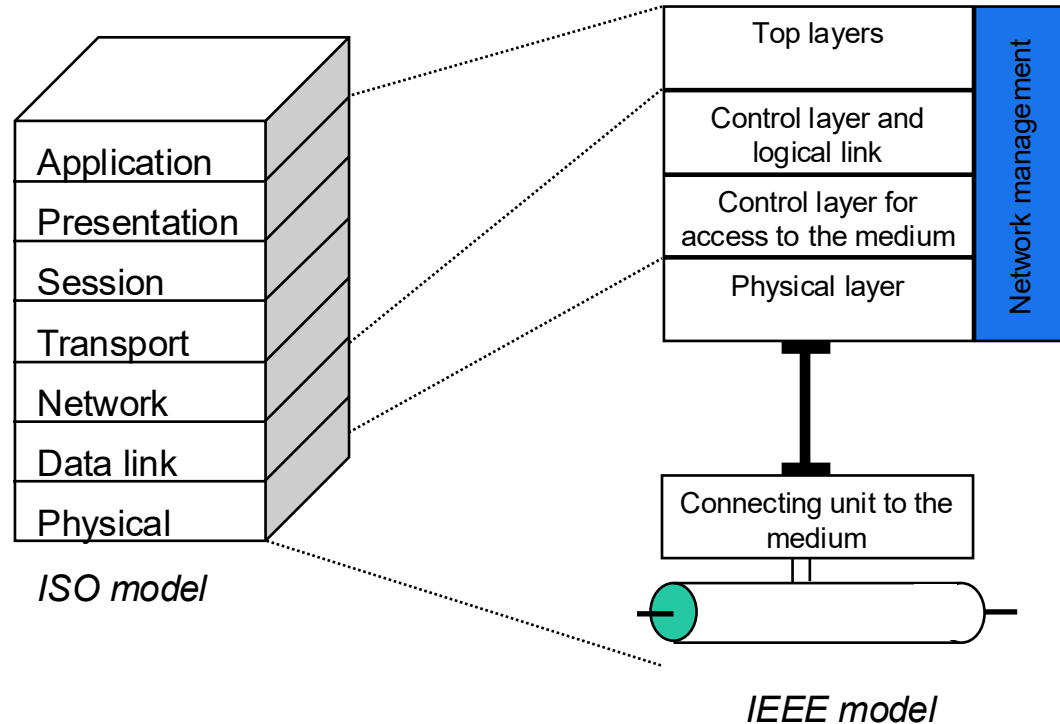 Application
Presentation
Session
Transport
Network
Data link
Physical
ISO model
Top layers
Control layer and
logical link
Control layer for
access to the medium
Physical layer
Network management
Connecting unit to the
medium
IEEE model